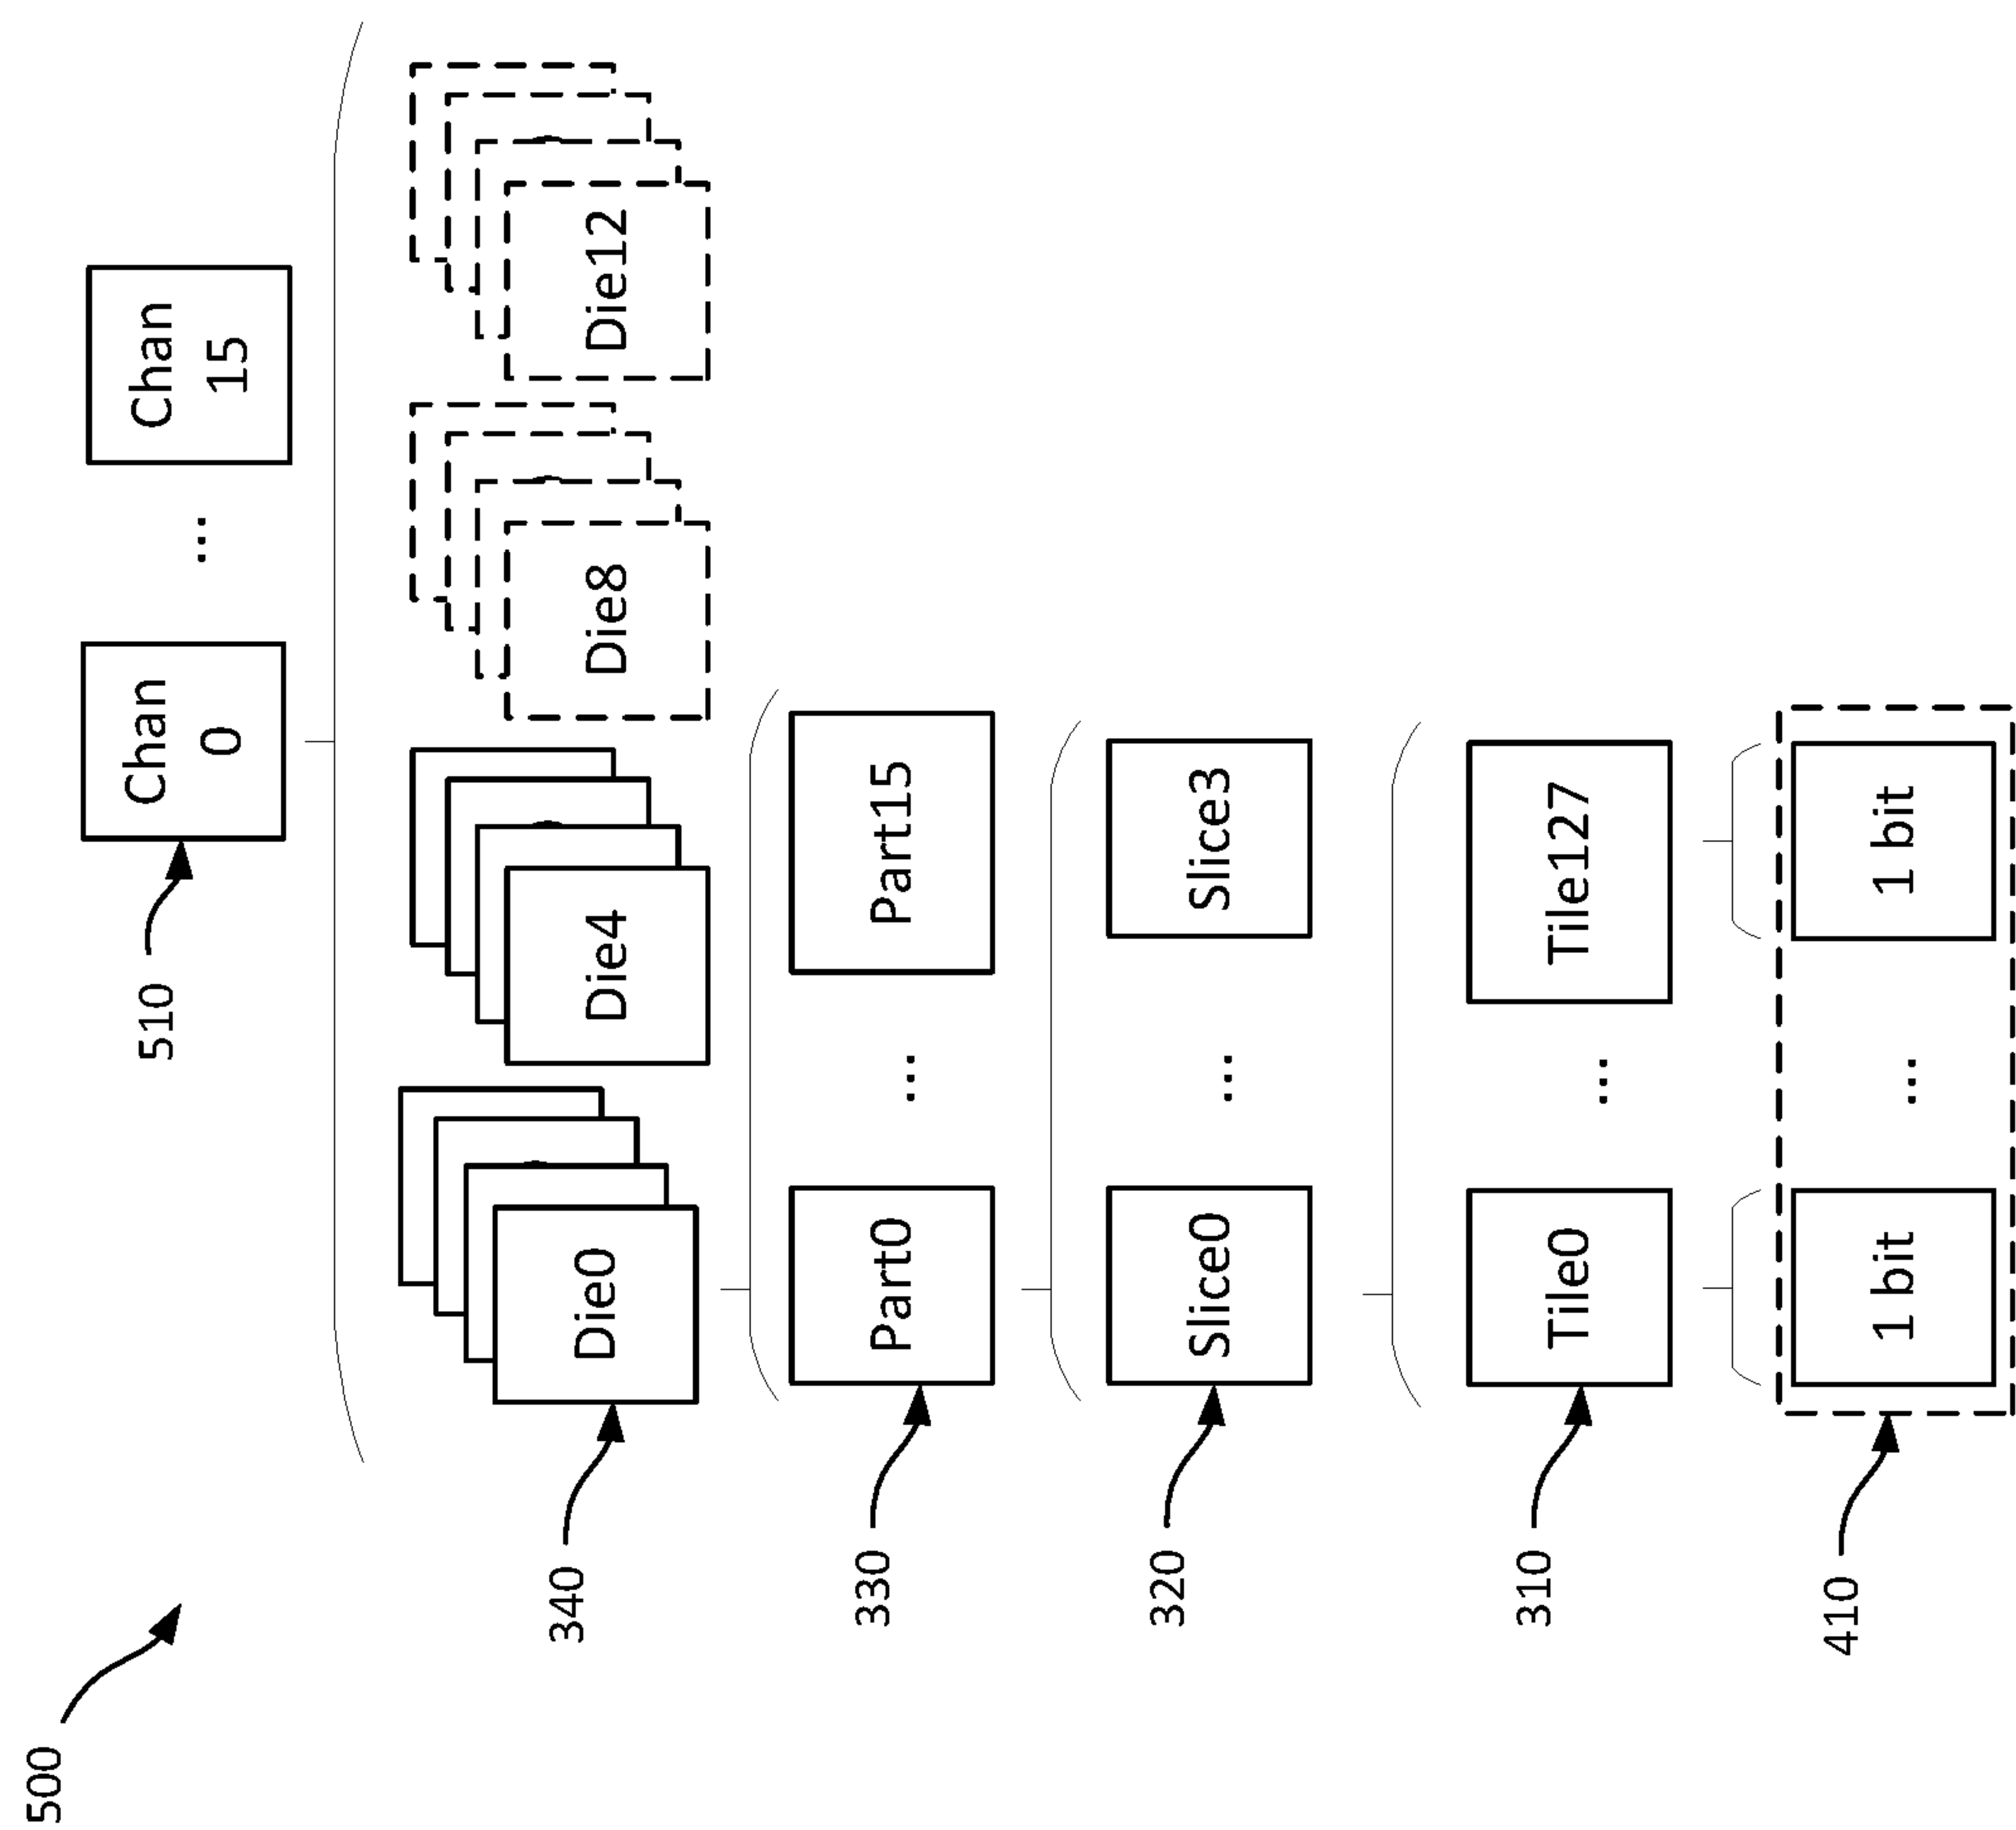 500
510
Chan
0
...
Chan
15
340
Die0
Die4
Die8
Die12
330
Part0
...
Part15
320
Slice0
...
Slice3
310
Tile0
...
Tile127
410
1 bit
...
1 bit